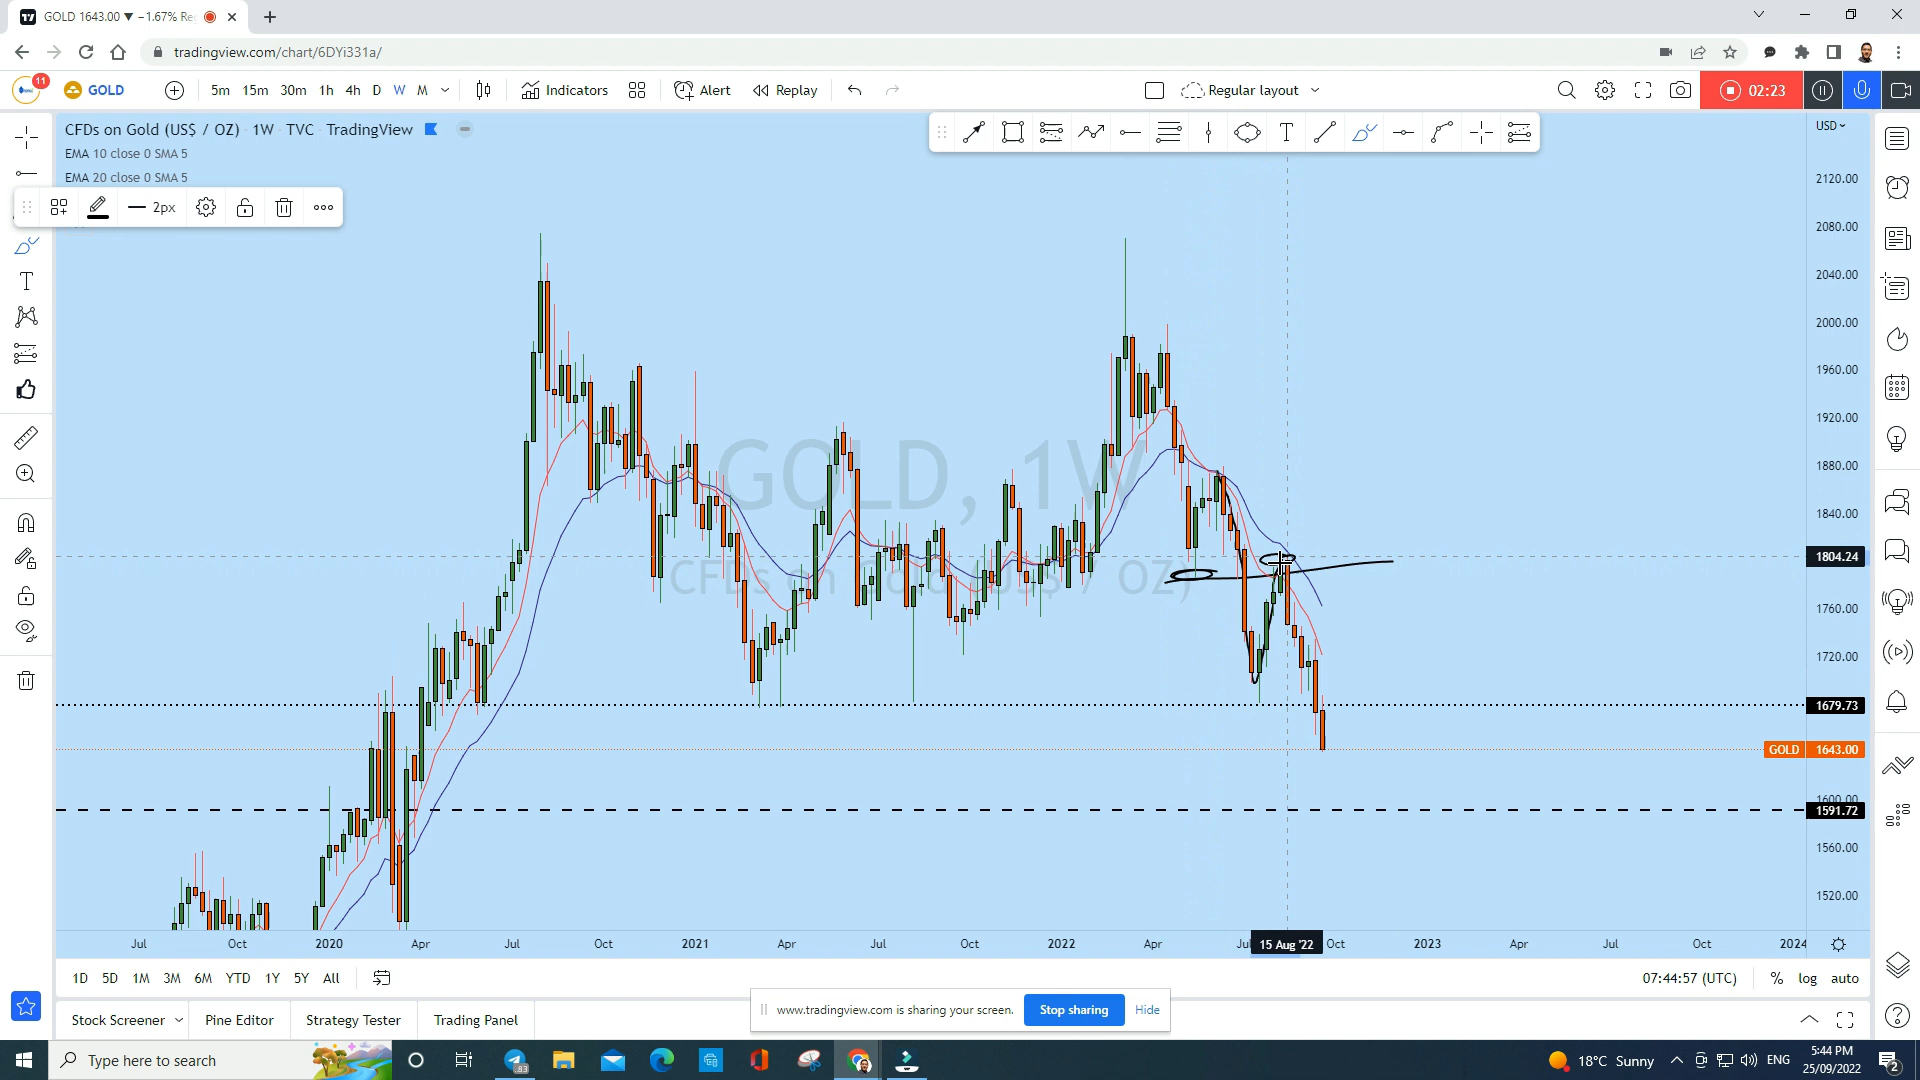 GOLD 1643.00 ▼ −1.67% Re
tradingview.com/chart/6DYi331a/
11
GOLD
5m 15m 30m 1h 4h D W M
Indicators
Alert
Replay
Regular layout
02:23
CFDs on Gold (US$ / OZ) · 1W · TVC · TradingView
EMA 10 close 0 SMA 5
EMA 20 close 0 SMA 5
2px
USD
2120.00
2080.00
2040.00
2000.00
1960.00
1920.00
1880.00
1840.00
1804.24
1760.00
1720.00
1679.73
GOLD 1643.00
1600.00
1591.72
1560.00
1520.00
GOLD, 1W
CFDs on Gold (US$ / OZ)
Jul Oct 2020 Apr Jul Oct 2021 Apr Jul Oct 2022 Apr Jul 15 Aug '22 Oct 2023 Apr Jul Oct 2024
1D 5D 1M 3M 6M YTD 1Y 5Y All
07:44:57 (UTC) % log auto
www.tradingview.com is sharing your screen. Stop sharing Hide
Stock Screener Pine Editor Strategy Tester Trading Panel
Type here to search
83
18°C Sunny
ENG
5:44 PM
25/09/2022
2